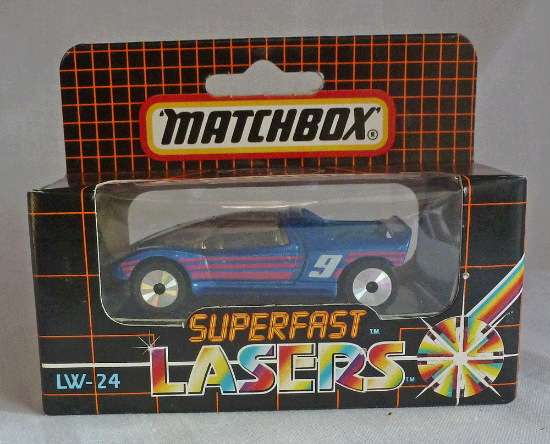 'MATCHBOX'®
9
SUPERFAST™
LASERS™
LW-24